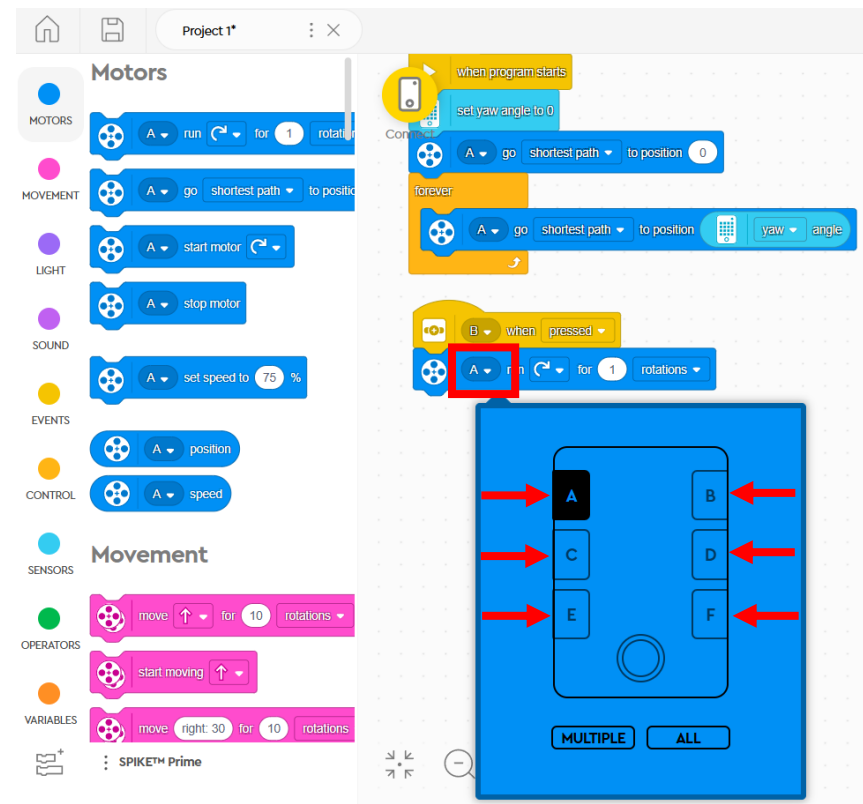 Project 1*
MOTORS
MOVEMENT
LIGHT
SOUND
EVENTS
CONTROL
SENSORS
OPERATORS
VARIABLES
Motors
A run for 1 rotati
A go shortest path to positio
A start motor
A stop motor
A set speed to 75 %
A position
A speed
Movement
move for 10 rotations
start moving
move right: 30 for 10 rotations
SPIKE™ Prime
Connect
when program starts
set yaw angle to 0
A go shortest path to position 0
forever
A go shortest path to position yaw angle
B when pressed
A run for 1 rotations
A B
C D
E F
MULTIPLE ALL